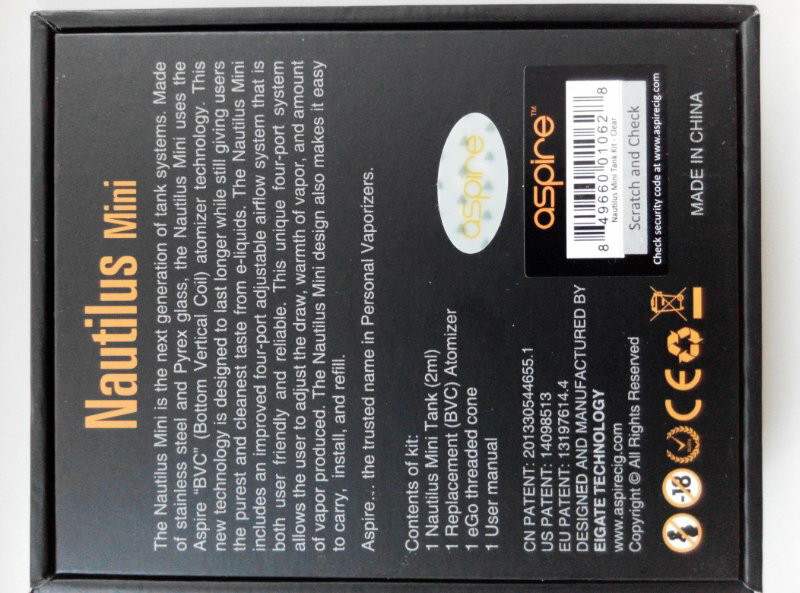 Nautilus Mini
The Nautilus Mini is the next generation of tank systems. Made
of stainless steel and Pyrex glass, the Nautilus Mini uses the
Aspire "BVC" (Bottom Vertical Coil) atomizer technology. This
new technology is designed to last longer while still giving users
the purest and cleanest taste from e-liquids. The Nautilus Mini
includes an improved four-port adjustable airflow system that is
both user friendly and reliable. This unique four-port system
allows the user to adjust the draw, warmth of vapor, and amount
of vapor produced. The Nautilus Mini design also makes it easy
to carry, install, and refill.
Aspire... the trusted name in Personal Vaporizers.
Contents of kit:
1 Nautilus Mini Tank (2ml)
1 Replacement (BVC) Atomizer
1 eGo threaded cone
1 User manual
aspire
CN PATENT: 201330544655.1
US PATENT: 14098513
EU PATENT: 13197614.4
DESIGNED AND MANUFACTURED BY
EIGATE TECHNOLOGY
www.aspirecig.com
Copyright © All Rights Reserved
aspire™
8 49660 01062 8
Nautilus Mini Tank Kit - Clear
Scratch and Check
Check security code at www.aspirecig.com
-18
CE
MADE IN CHINA